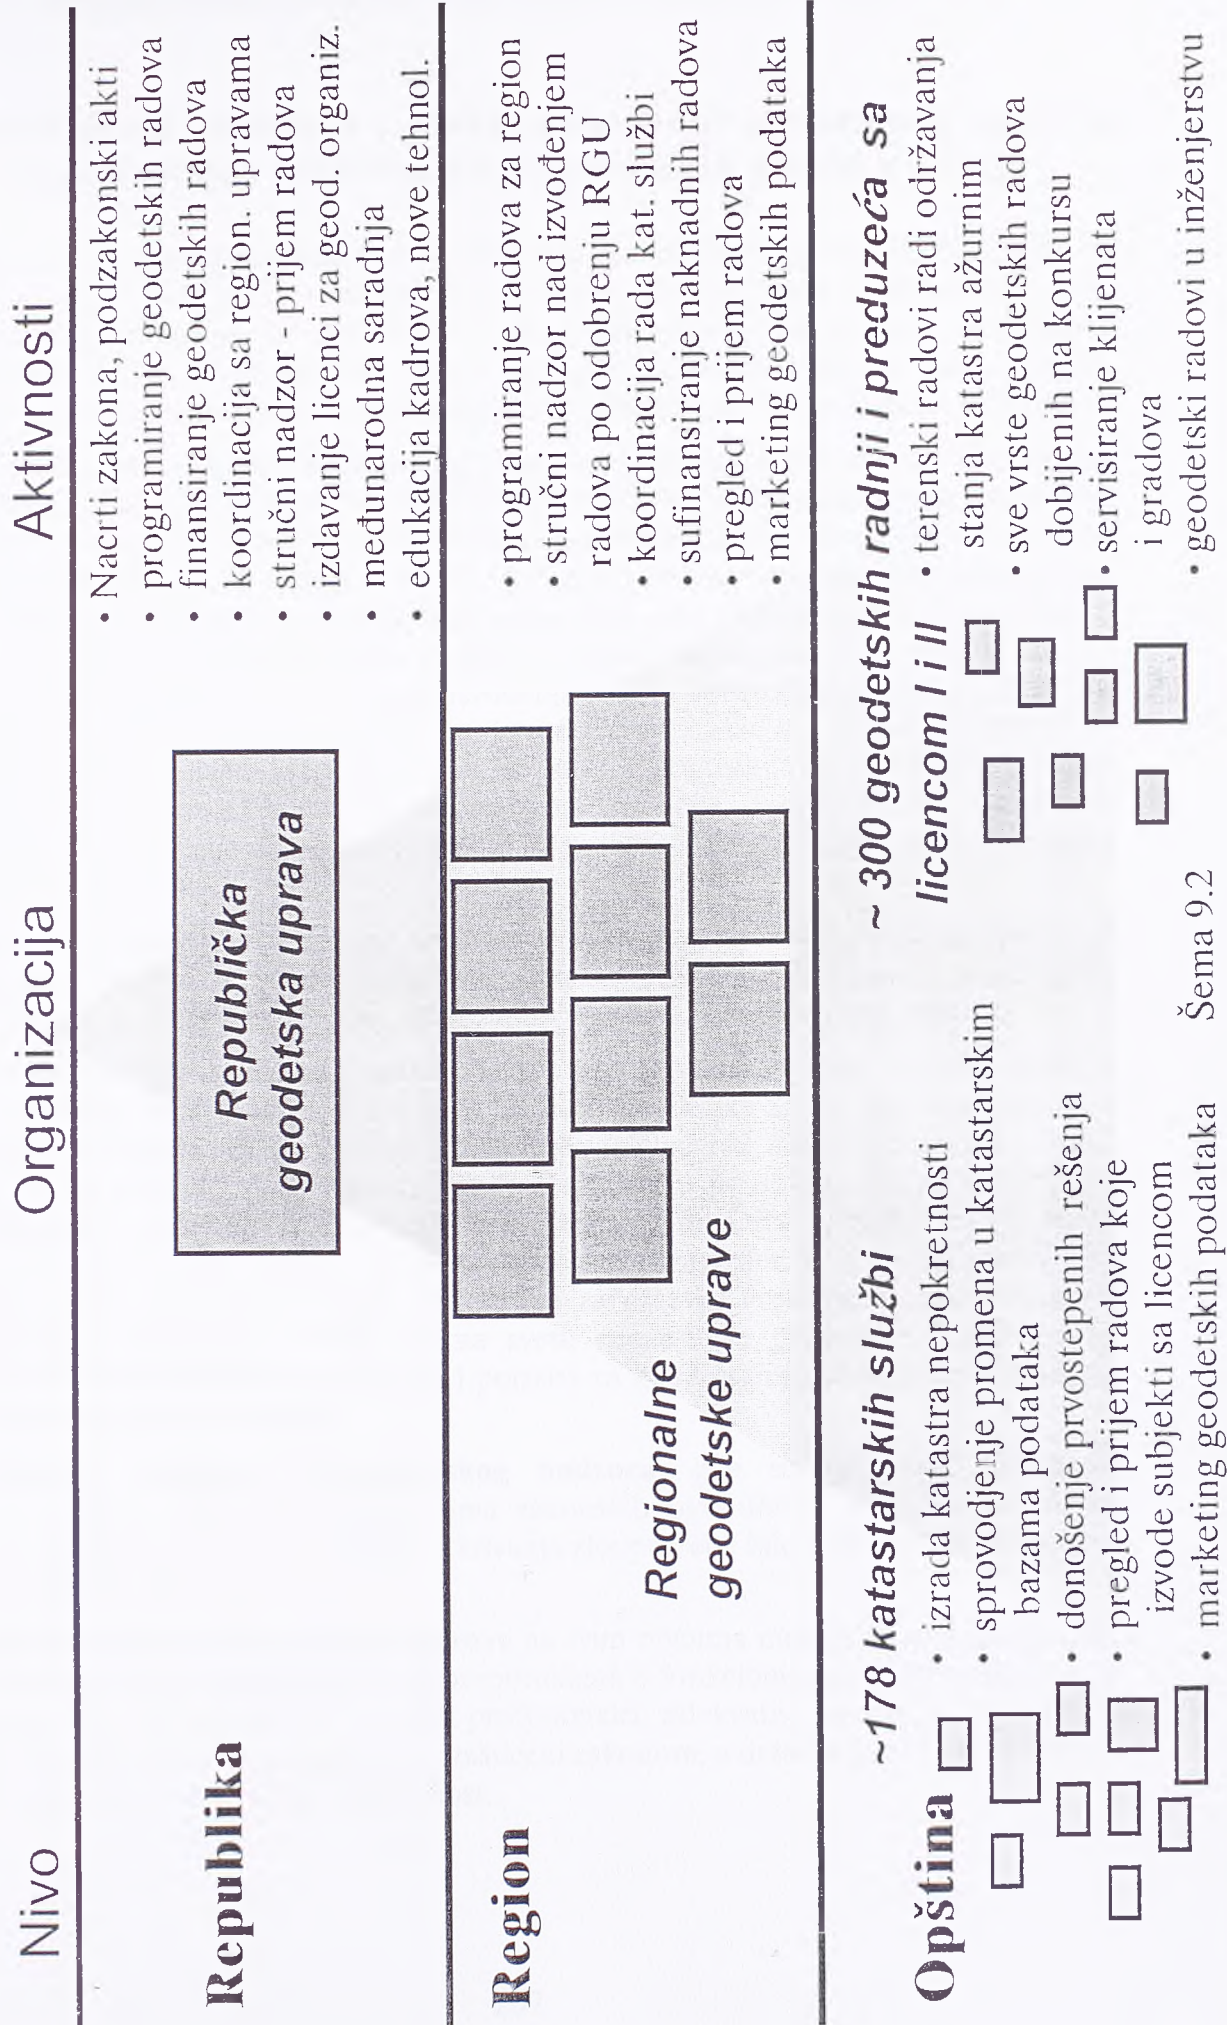 Nivo
Organizacija
Aktivnosti
Republika
Republička
geodetska uprava
• Nacrti zakona, podzakonski akti
• programiranje geodetskih radova
• finansiranje geodetskih radova
• koordinacija sa region. upravama
• stručni nadzor - prijem radova
• izdavanje licenci za geod. organiz.
• međunarodna saradnja
• edukacija kadrova, nove tehnol.
Region
Regionalne
geodetske uprave
• programiranje radova za region
• stručni nadzor nad izvođenjem
radova po odobrenju RGU
• koordinacija rada kat. službi
• sufinansiranje naknadnih radova
• pregled i prijem radova
• marketing geodetskih podataka
Opština
~178 katastarskih službi
• izrada katastra nepokretnosti
• sprovodjenje promena u katastarskim
bazama podataka
• donošenje prvostepenih rešenja
• pregled i prijem radova koje
izvode subjekti sa licencom
• marketing geodetskih podataka
~ 300 geodetskih radnji i preduzeća sa
licencom I i II
• terenski radovi radi održavanja
stanja katastra ažurnim
• sve vrste geodetskih radova
dobijenih na konkursu
• servisiranje klijenata
i gradova
• geodetski radovi u inženjerstvu
Šema 9.2